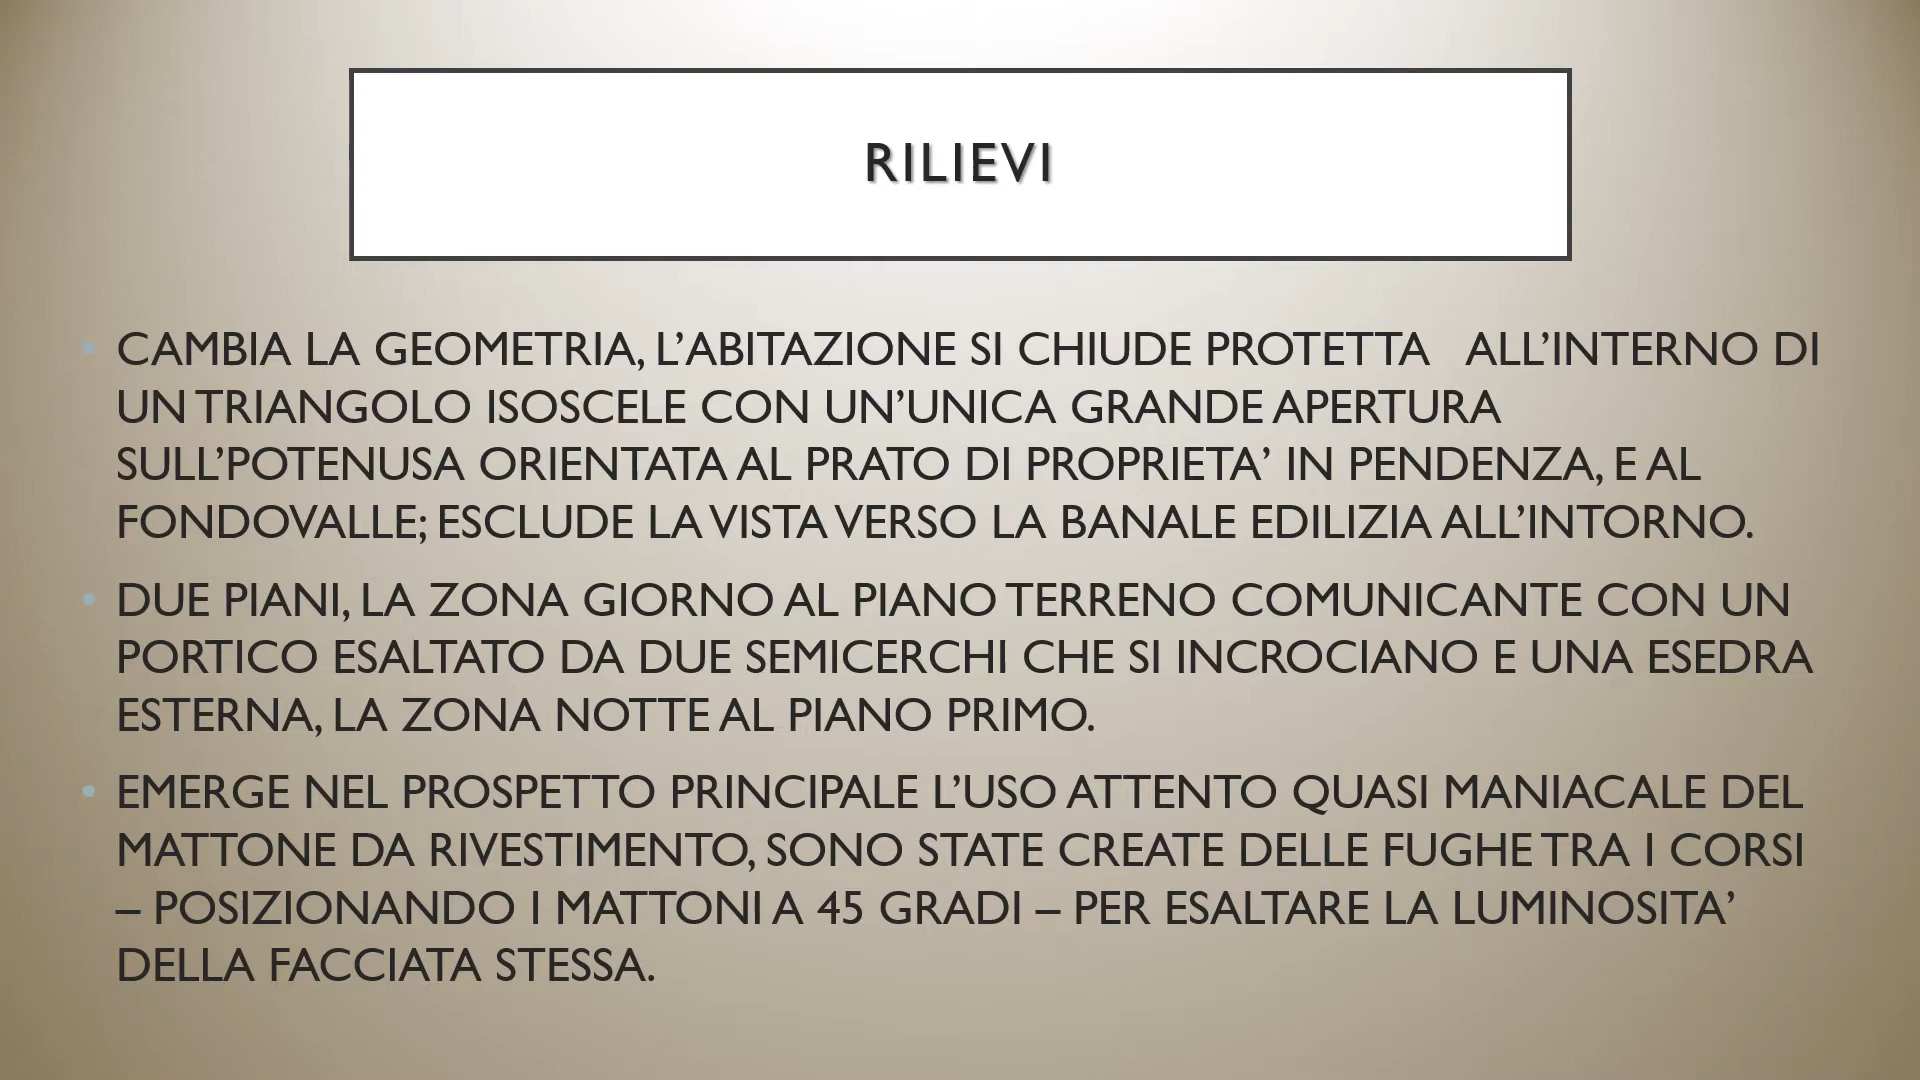 RILIEVI
• CAMBIA LA GEOMETRIA, L’ABITAZIONE SI CHIUDE PROTETTA ALL’INTERNO DI
UN TRIANGOLO ISOSCELE CON UN’UNICA GRANDE APERTURA
SULL’POTENUSA ORIENTATA AL PRATO DI PROPRIETA’ IN PENDENZA, E AL
FONDOVALLE; ESCLUDE LA VISTA VERSO LA BANALE EDILIZIA ALL’INTORNO.
• DUE PIANI, LA ZONA GIORNO AL PIANO TERRENO COMUNICANTE CON UN
PORTICO ESALTATO DA DUE SEMICERCHI CHE SI INCROCIANO E UNA ESEDRA
ESTERNA, LA ZONA NOTTE AL PIANO PRIMO.
• EMERGE NEL PROSPETTO PRINCIPALE L’USO ATTENTO QUASI MANIACALE DEL
MATTONE DA RIVESTIMENTO, SONO STATE CREATE DELLE FUGHE TRA I CORSI
– POSIZIONANDO I MATTONI A 45 GRADI – PER ESALTARE LA LUMINOSITA’
DELLA FACCIATA STESSA.